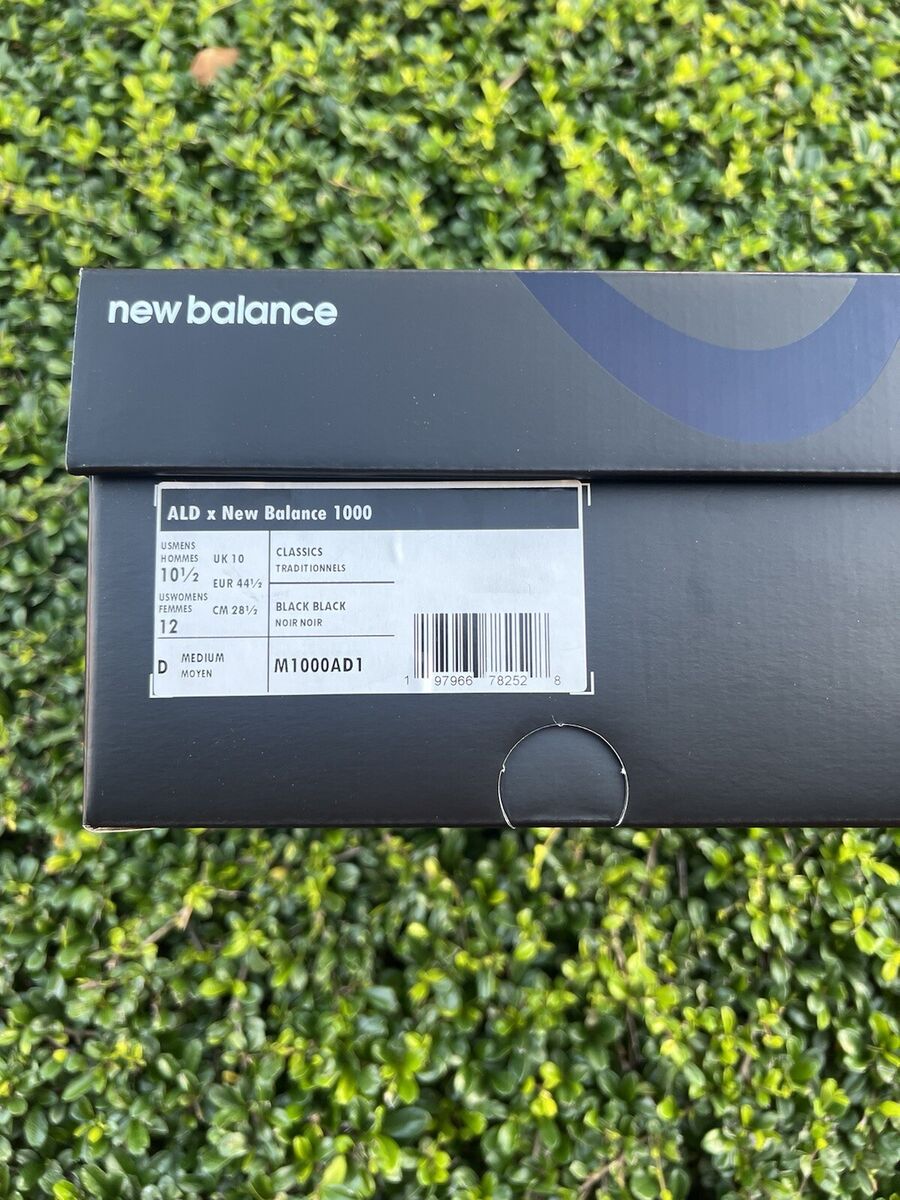 new balance
ALD x New Balance 1000
USMENS
HOMMES
10½
UK 10
EUR 44½
USWOMENS
FEMMES
12
CM 28½
D
MEDIUM
MOYEN
CLASSICS
TRADITIONNELS
BLACK BLACK
NOIR NOIR
M1000AD1
1 97966 78252 8